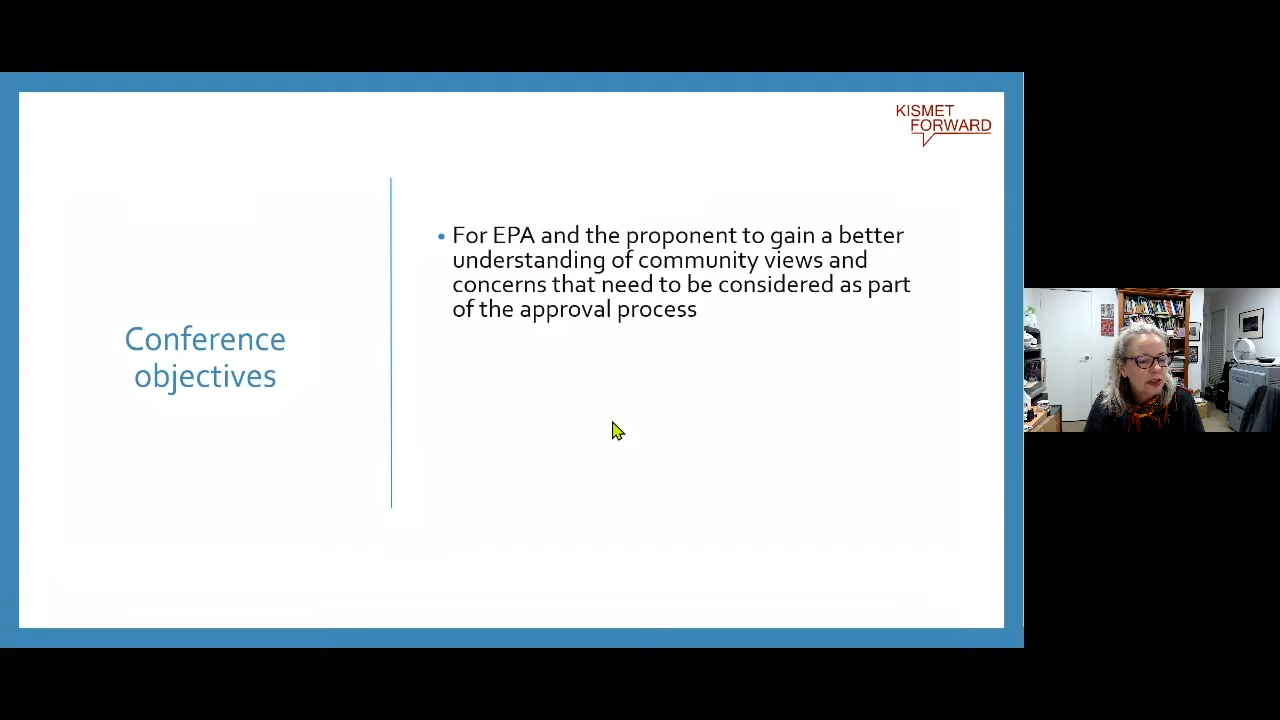 KISMET
FORWARD
Conference
objectives
• For EPA and the proponent to gain a better
understanding of community views and
concerns that need to be considered as part
of the approval process